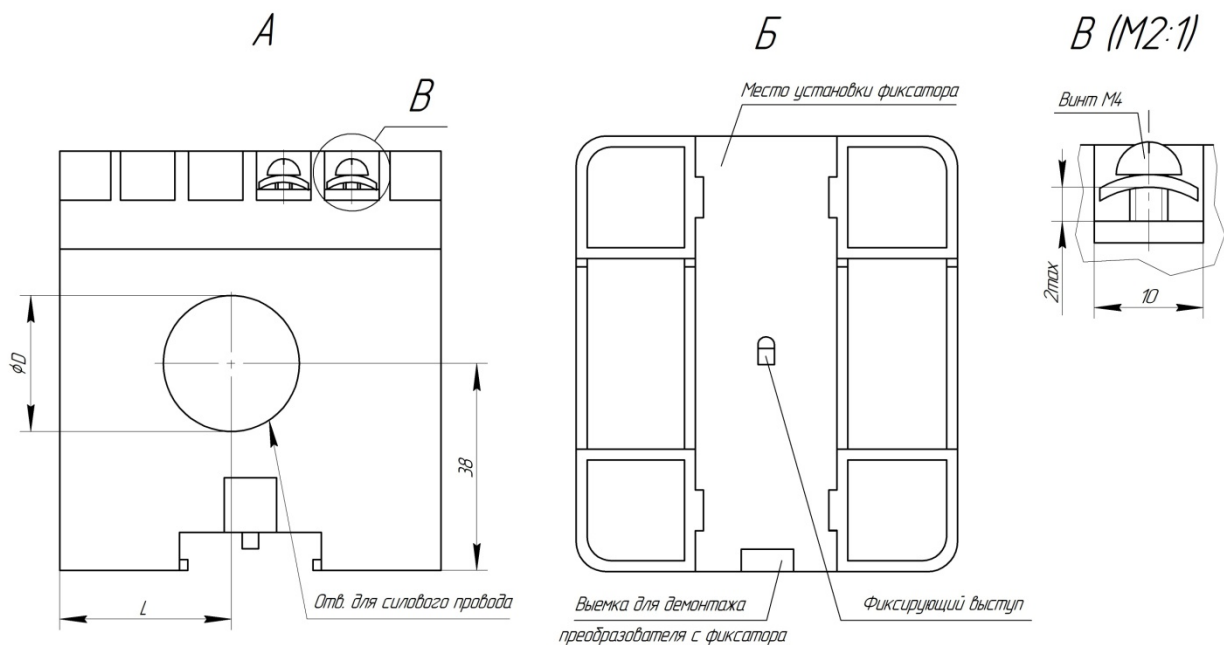 А
Б
В (М2:1)
В
Место установки фиксатора
Винт М4
2max
10
φD
38
L
Отв. для силового провода
Выемка для демонтажа
преобразователя с фиксатора
Фиксирующий выступ